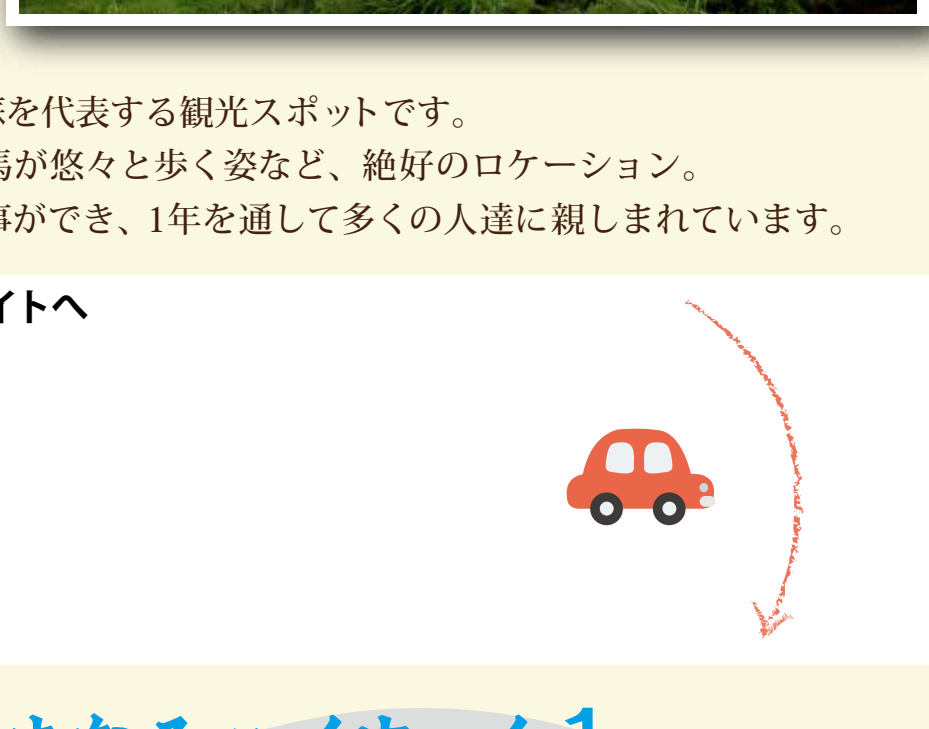 を代表する観光スポットです。
馬が悠々と歩く姿など、絶好のロケーション。
事ができ、1年を通して多くの人達に親しまれています。
イトへ